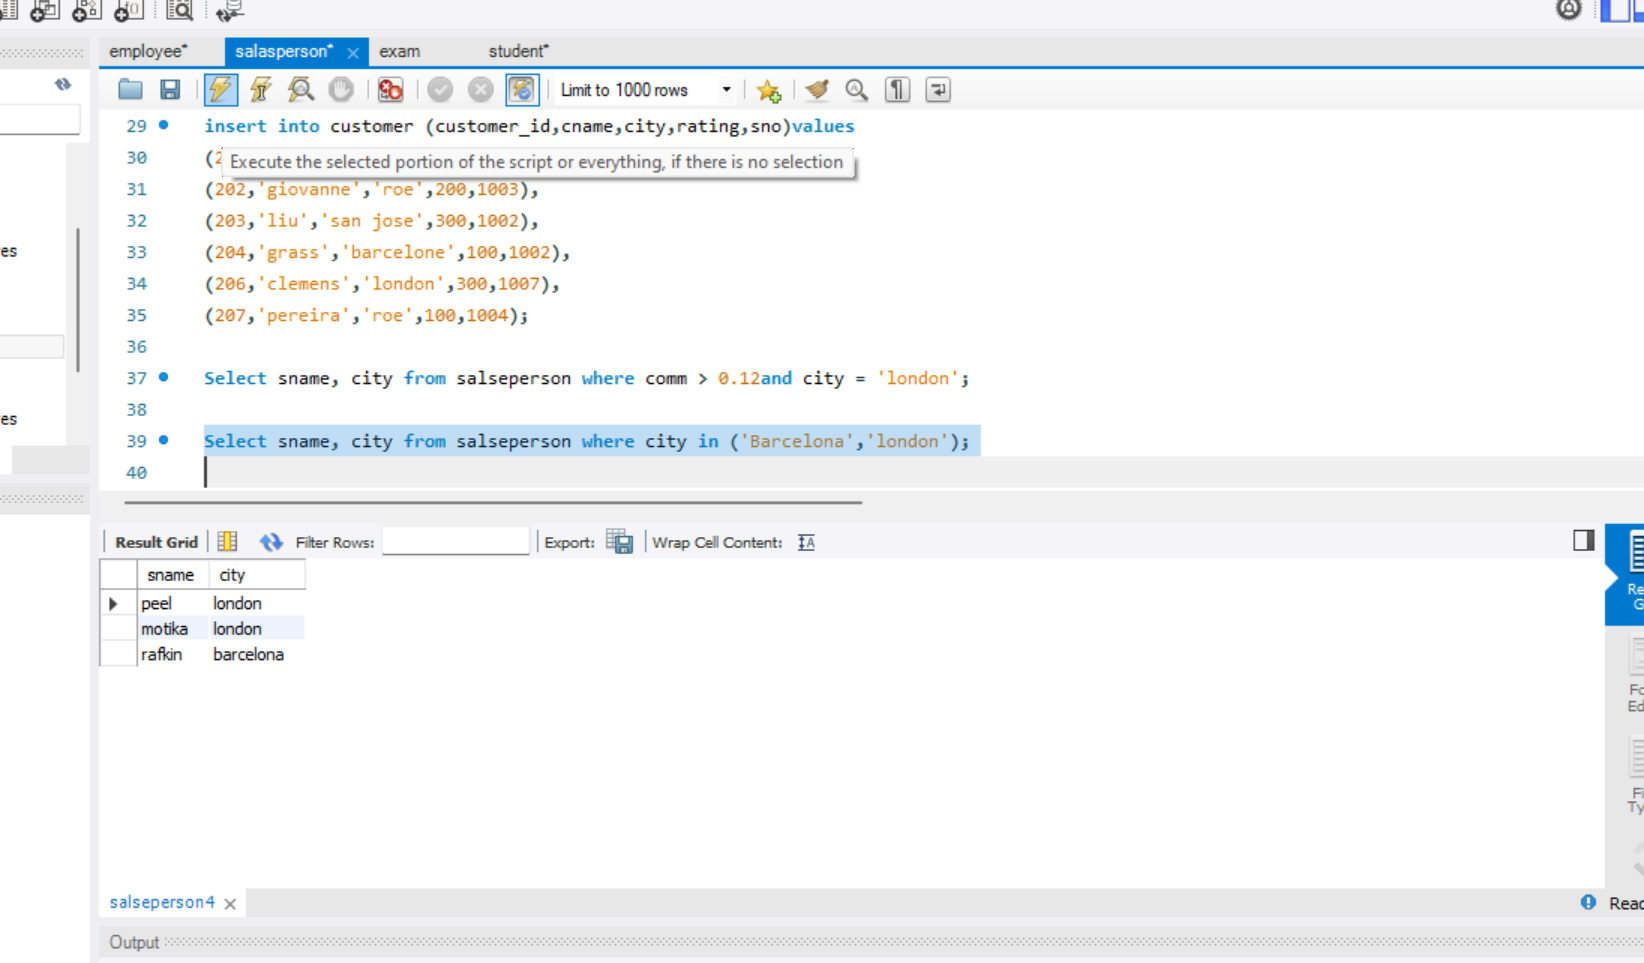 employee* salasperson* exam student*
Limit to 1000 rows
29 insert into customer (customer_id,cname,city,rating,sno)values
30 (2
Execute the selected portion of the script or everything, if there is no selection
31 (202,'giovanne','roe',200,1003),
32 (203,'liu','san jose',300,1002),
es
33 (204,'grass','barcelone',100,1002),
34 (206,'clemens','london',300,1007),
35 (207,'pereira','roe',100,1004);
36
37 Select sname, city from salseperson where comm > 0.12and city = 'london';
38
es
39 Select sname, city from salseperson where city in ('Barcelona','london');
40
Result Grid Filter Rows: Export: Wrap Cell Content:
sname city
peel london
motika london
rafkin barcelona
Re
G
Fo
Ed
Fi
Ty
salseperson4
Read
Output